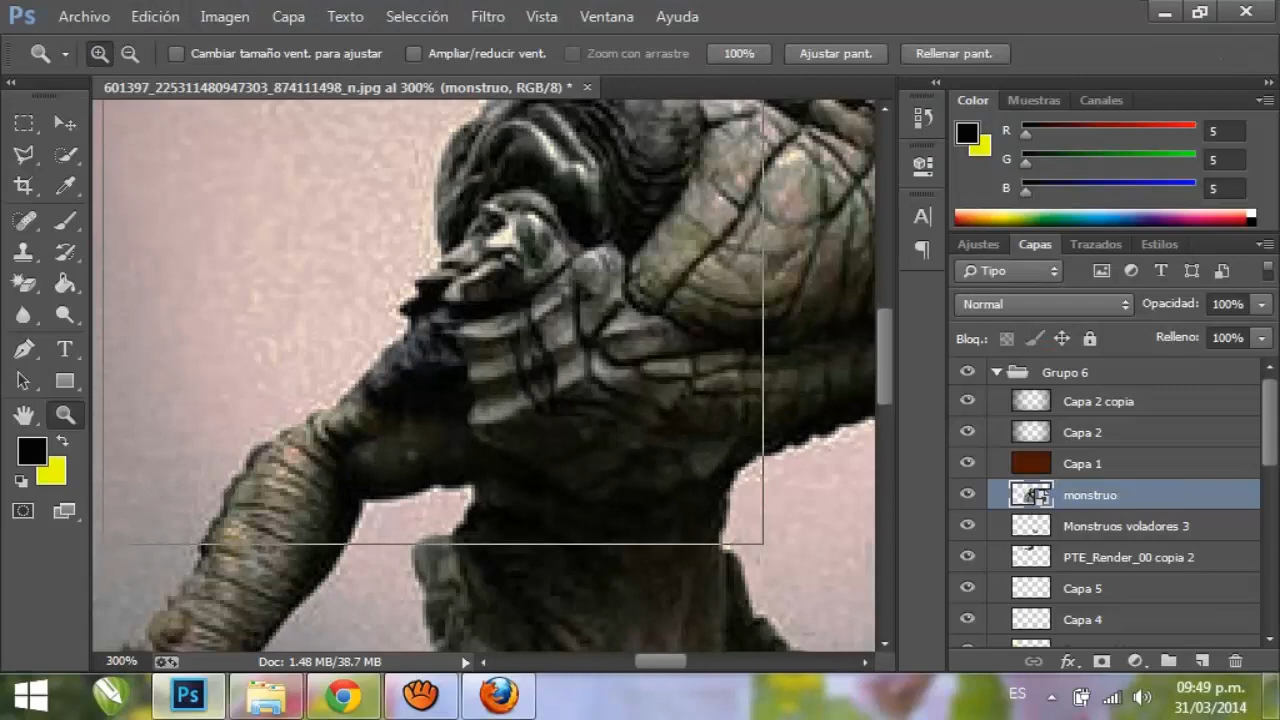 Ps Archivo Edición Imagen Capa Texto Selección Filtro Vista Ventana Ayuda
Cambiar tamaño vent. para ajustar Ampliar/reducir vent. Zoom con arrastre 100% Ajustar pant. Rellenar pant.
601397_225311480947303_874111498_n.jpg al 300% (monstruo, RGB/8) *
Color Muestras Canales
R 5
G 5
B 5
Ajustes Capas Trazados Estilos
Tipo
Normal Opacidad: 100%
Bloq.: Relleno: 100%
Grupo 6
Capa 2 copia
Capa 2
Capa 1
monstruo
Monstruos voladores 3
PTE_Render_00 copia 2
Capa 5
Capa 4
300% Doc: 1.48 MB/38.7 MB
Ps ES 09:49 p.m.
31/03/2014